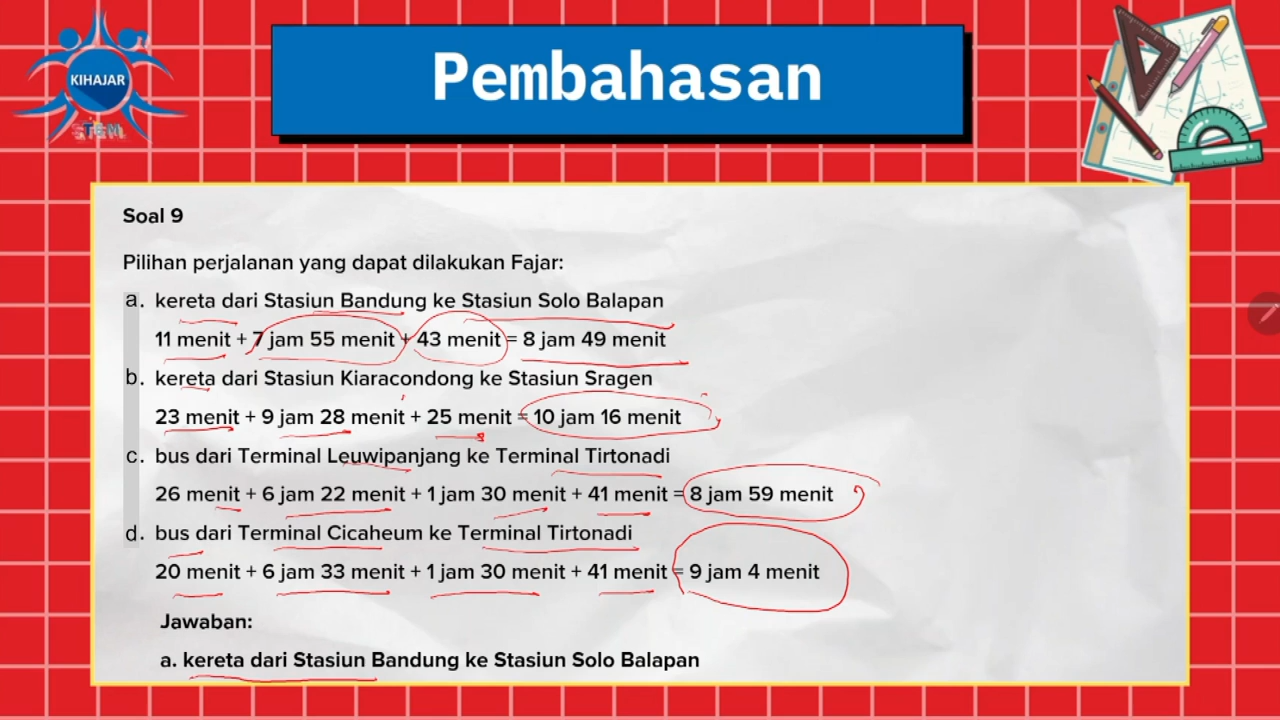 KIHAJAR
STEM
Pembahasan
Soal 9
Pilihan perjalanan yang dapat dilakukan Fajar:
a. kereta dari Stasiun Bandung ke Stasiun Solo Balapan
11 menit + 7 jam 55 menit + 43 menit = 8 jam 49 menit
b. kereta dari Stasiun Kiaracondong ke Stasiun Sragen
23 menit + 9 jam 28 menit + 25 menit = 10 jam 16 menit
c. bus dari Terminal Leuwipanjang ke Terminal Tirtonadi
26 menit + 6 jam 22 menit + 1 jam 30 menit + 41 menit = 8 jam 59 menit
d. bus dari Terminal Cicaheum ke Terminal Tirtonadi
20 menit + 6 jam 33 menit + 1 jam 30 menit + 41 menit = 9 jam 4 menit
Jawaban:
a. kereta dari Stasiun Bandung ke Stasiun Solo Balapan